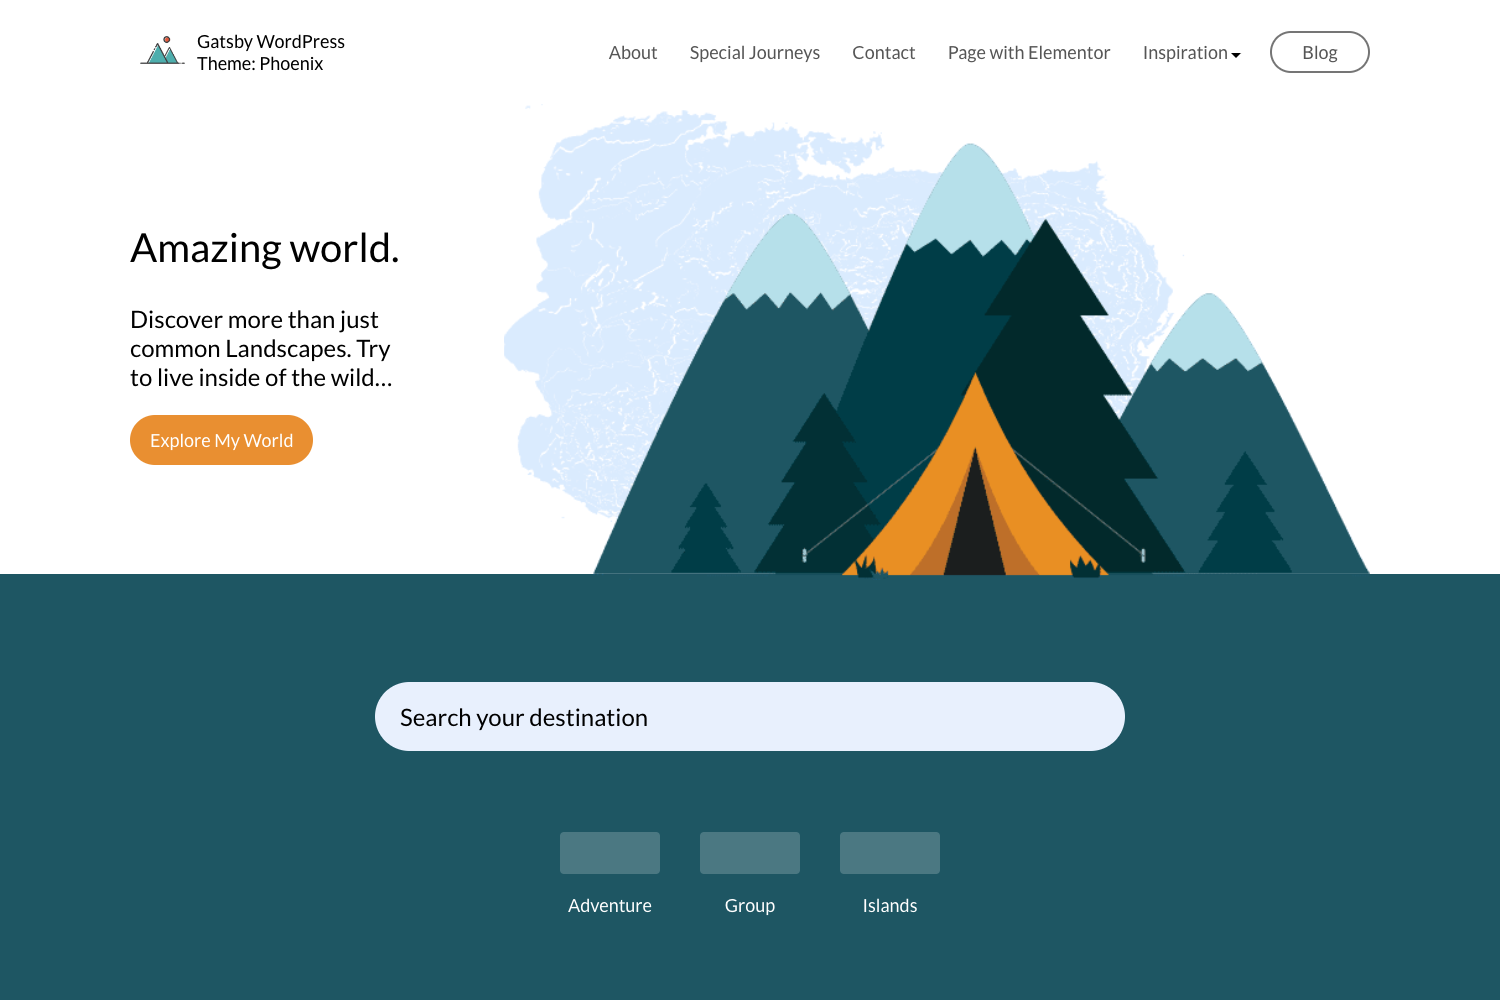 Gatsby WordPress
Theme: Phoenix
About
Special Journeys
Contact
Page with Elementor
Inspiration
Blog
Amazing world.
Discover more than just
common Landscapes. Try
to live inside of the wild...
Explore My World
Search your destination
Adventure
Group
Islands